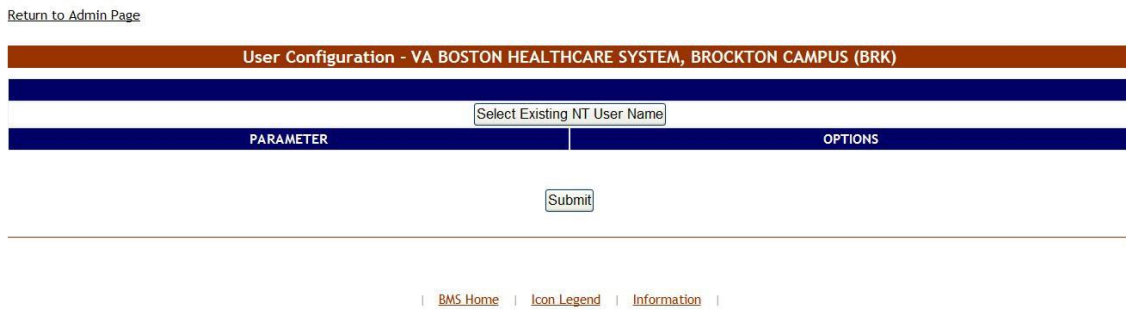 Return to Admin Page
User Configuration - VA BOSTON HEALTHCARE SYSTEM, BROCKTON CAMPUS (BRK)
Select Existing NT User Name
PARAMETER OPTIONS
Submit
| BMS Home | Icon Legend | Information |